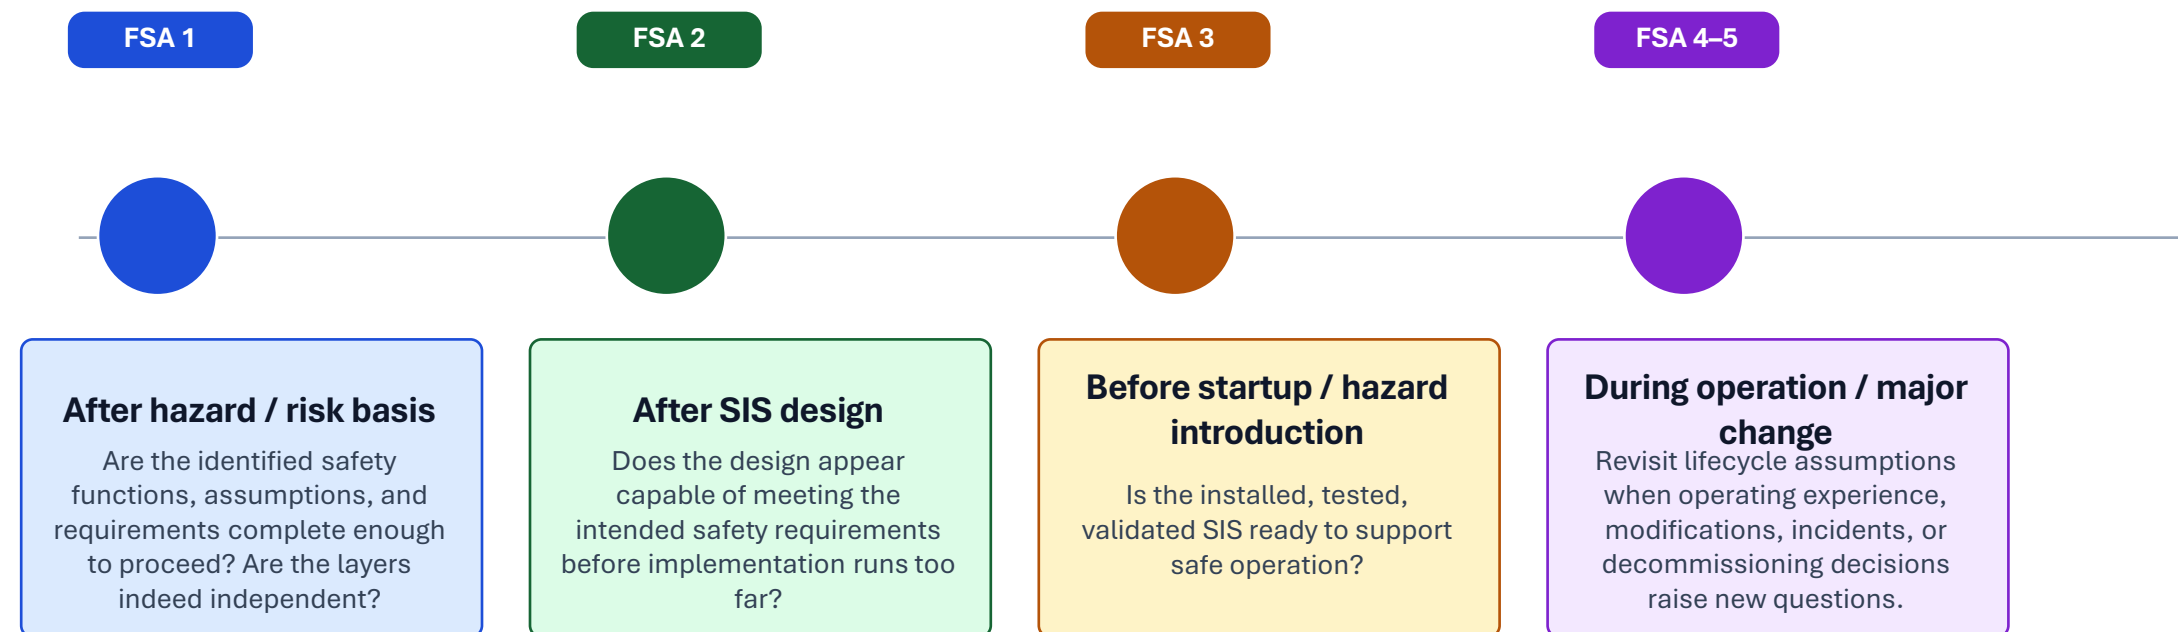 FSA 1
FSA 2
FSA 3
FSA 4–5
After hazard / risk basis
Are the identified safety
functions, assumptions, and
requirements complete enough
to proceed? Are the layers
indeed independent?
After SIS design
Does the design appear
capable of meeting the
intended safety requirements
before implementation runs too
far?
Before startup / hazard
introduction
Is the installed, tested,
validated SIS ready to support
safe operation?
During operation / major
change
Revisit lifecycle assumptions
when operating experience,
modifications, incidents, or
decommissioning decisions
raise new questions.